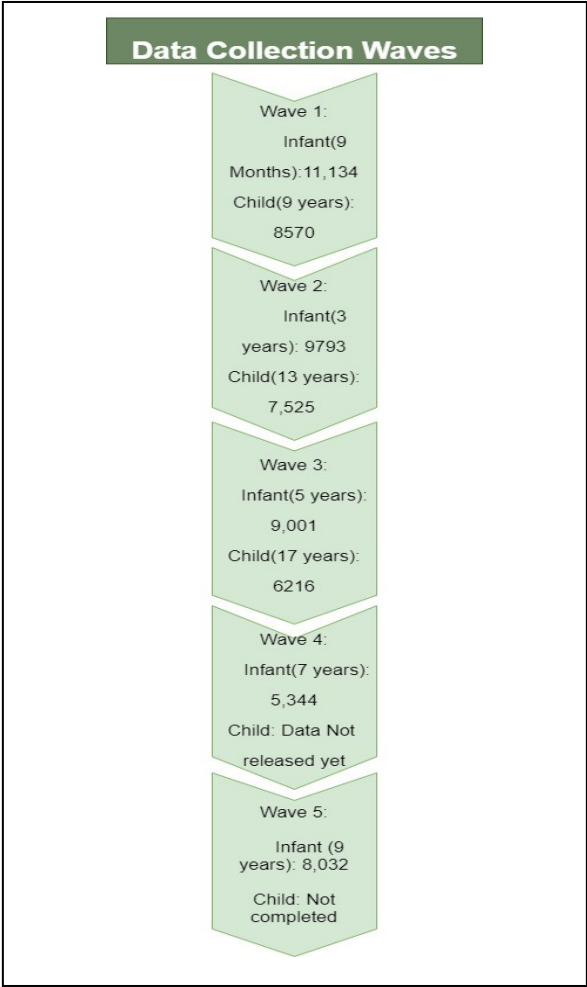 Data Collection Waves
Wave 1:
Infant(9
Months):11,134
Child(9 years):
8570
Wave 2:
Infant(3
years): 9793
Child(13 years):
7,525
Wave 3:
Infant(5 years):
9,001
Child(17 years):
6216
Wave 4:
Infant(7 years):
5,344
Child: Data Not
released yet
Wave 5:
Infant (9
years): 8,032
Child: Not
completed